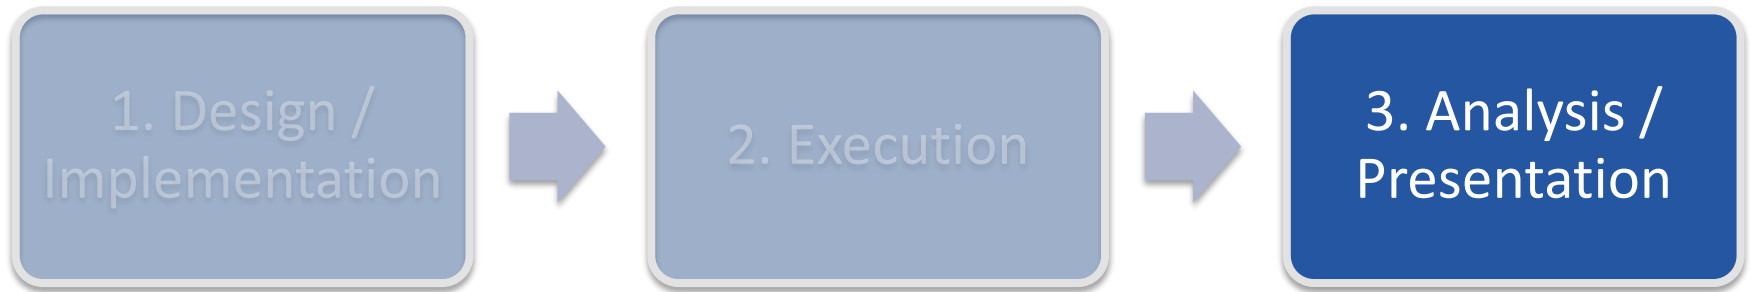 1. Design /
Implementation
2. Execution
3. Analysis /
Presentation